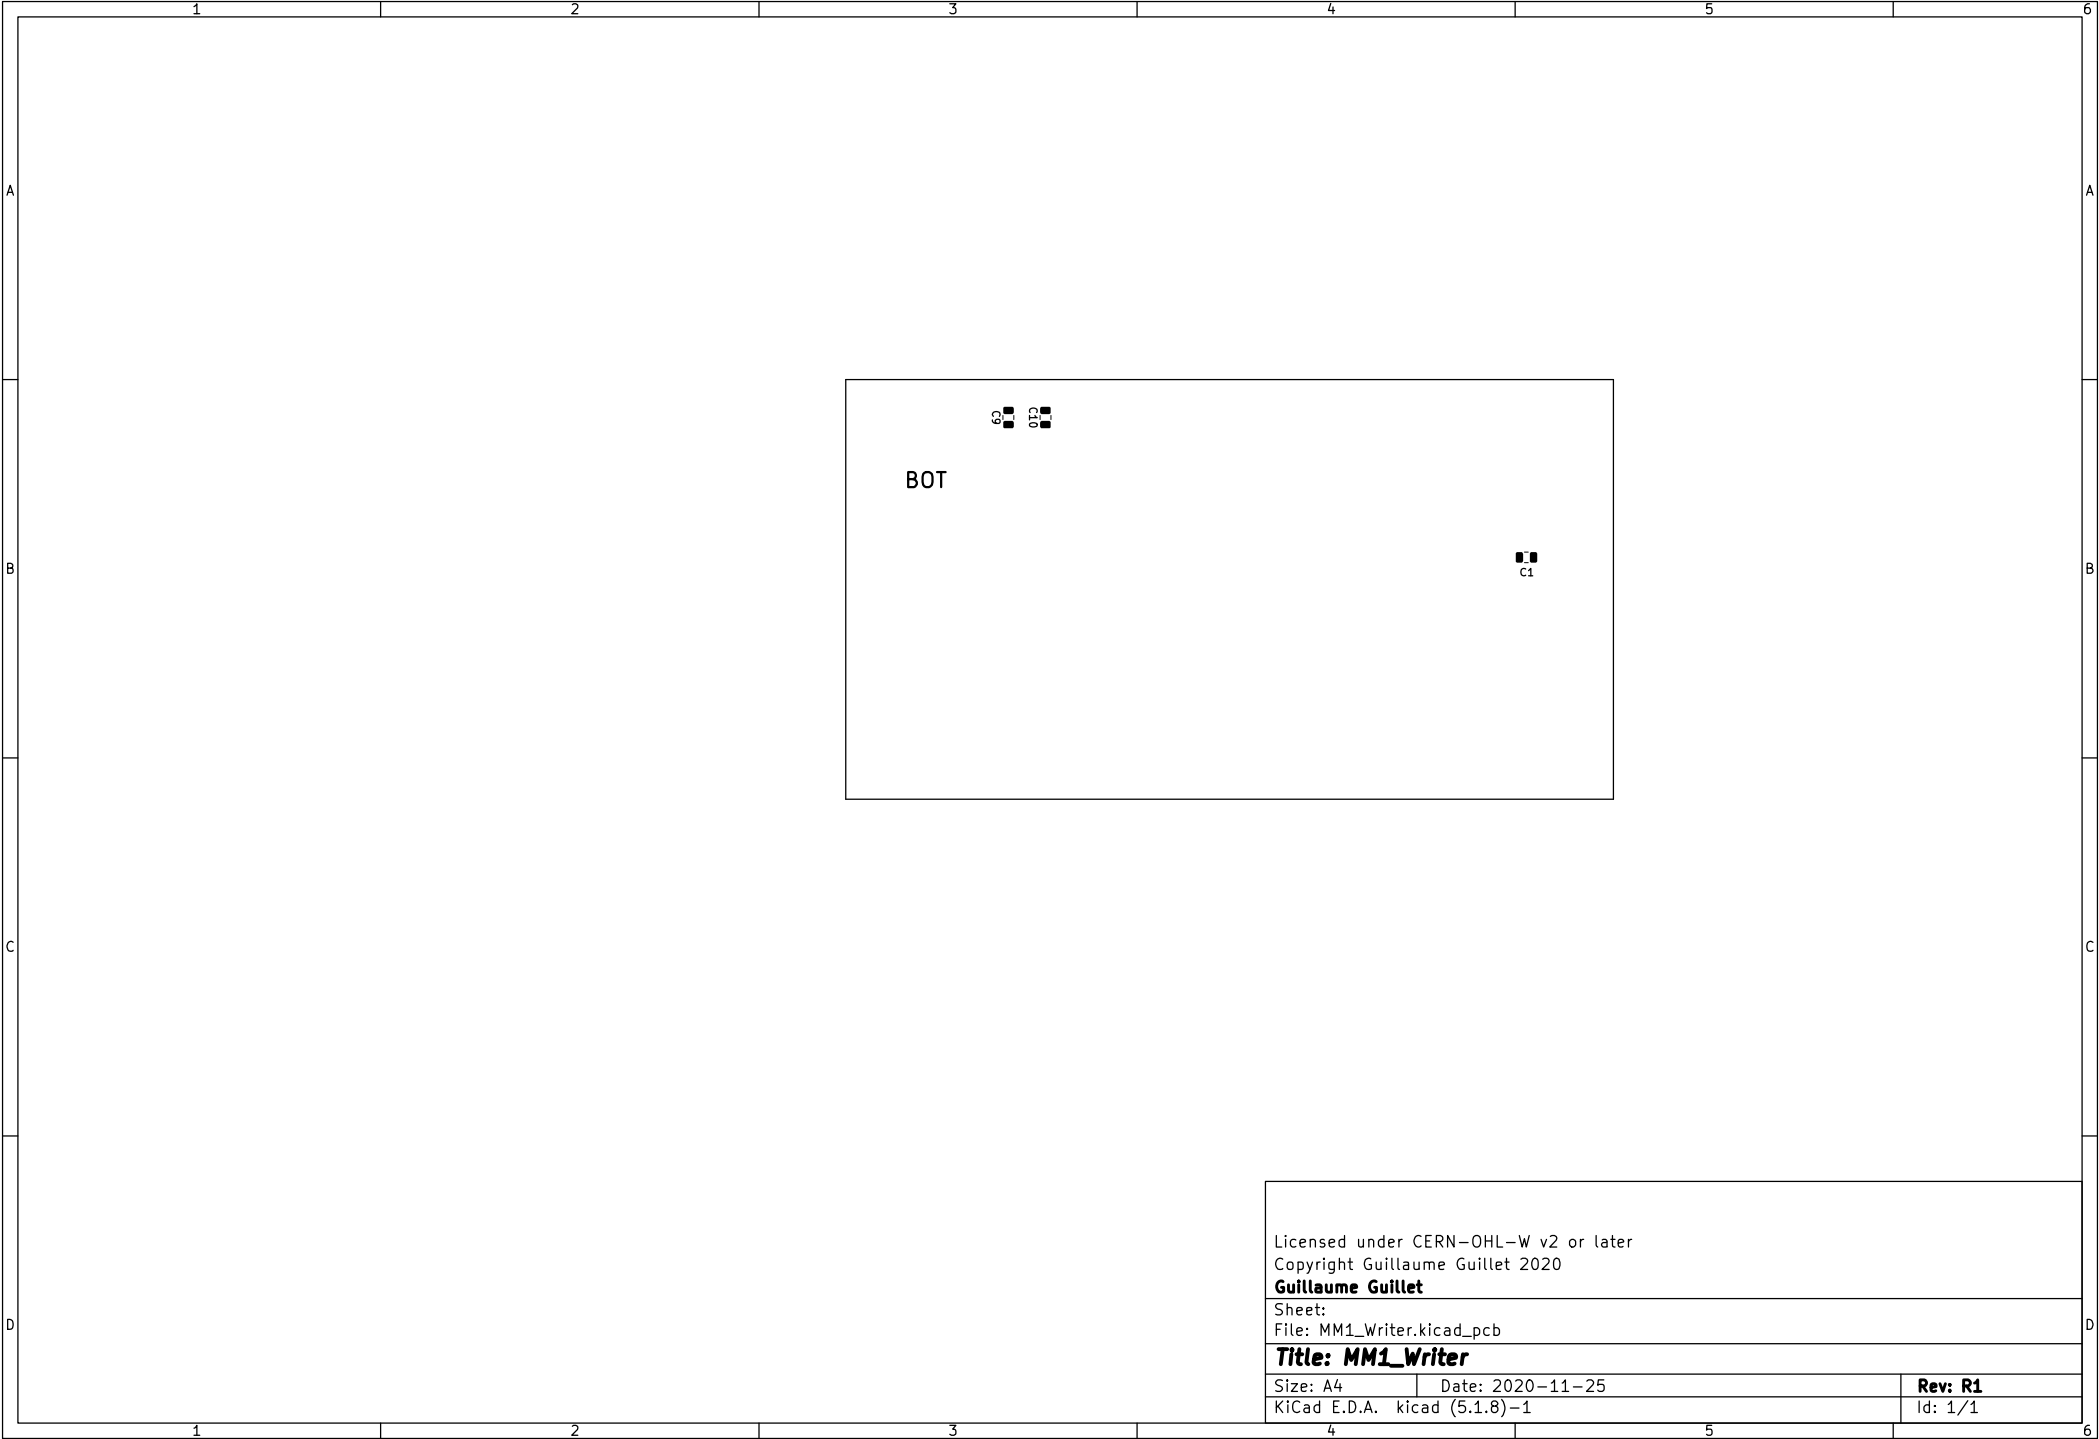 1 2 3 4 5 6
A A
C9 C10
BOT
B B
C1
C C
Licensed under CERN-OHL-W v2 or later
Copyright Guillaume Guillet 2020
Guillaume Guillet
Sheet:
File: MM1_Writer.kicad_pcb
D D
Title: MM1_Writer
Size: A4 Date: 2020-11-25 Rev: R1
KiCad E.D.A. kicad (5.1.8)-1 Id: 1/1
1 2 3 4 5 6